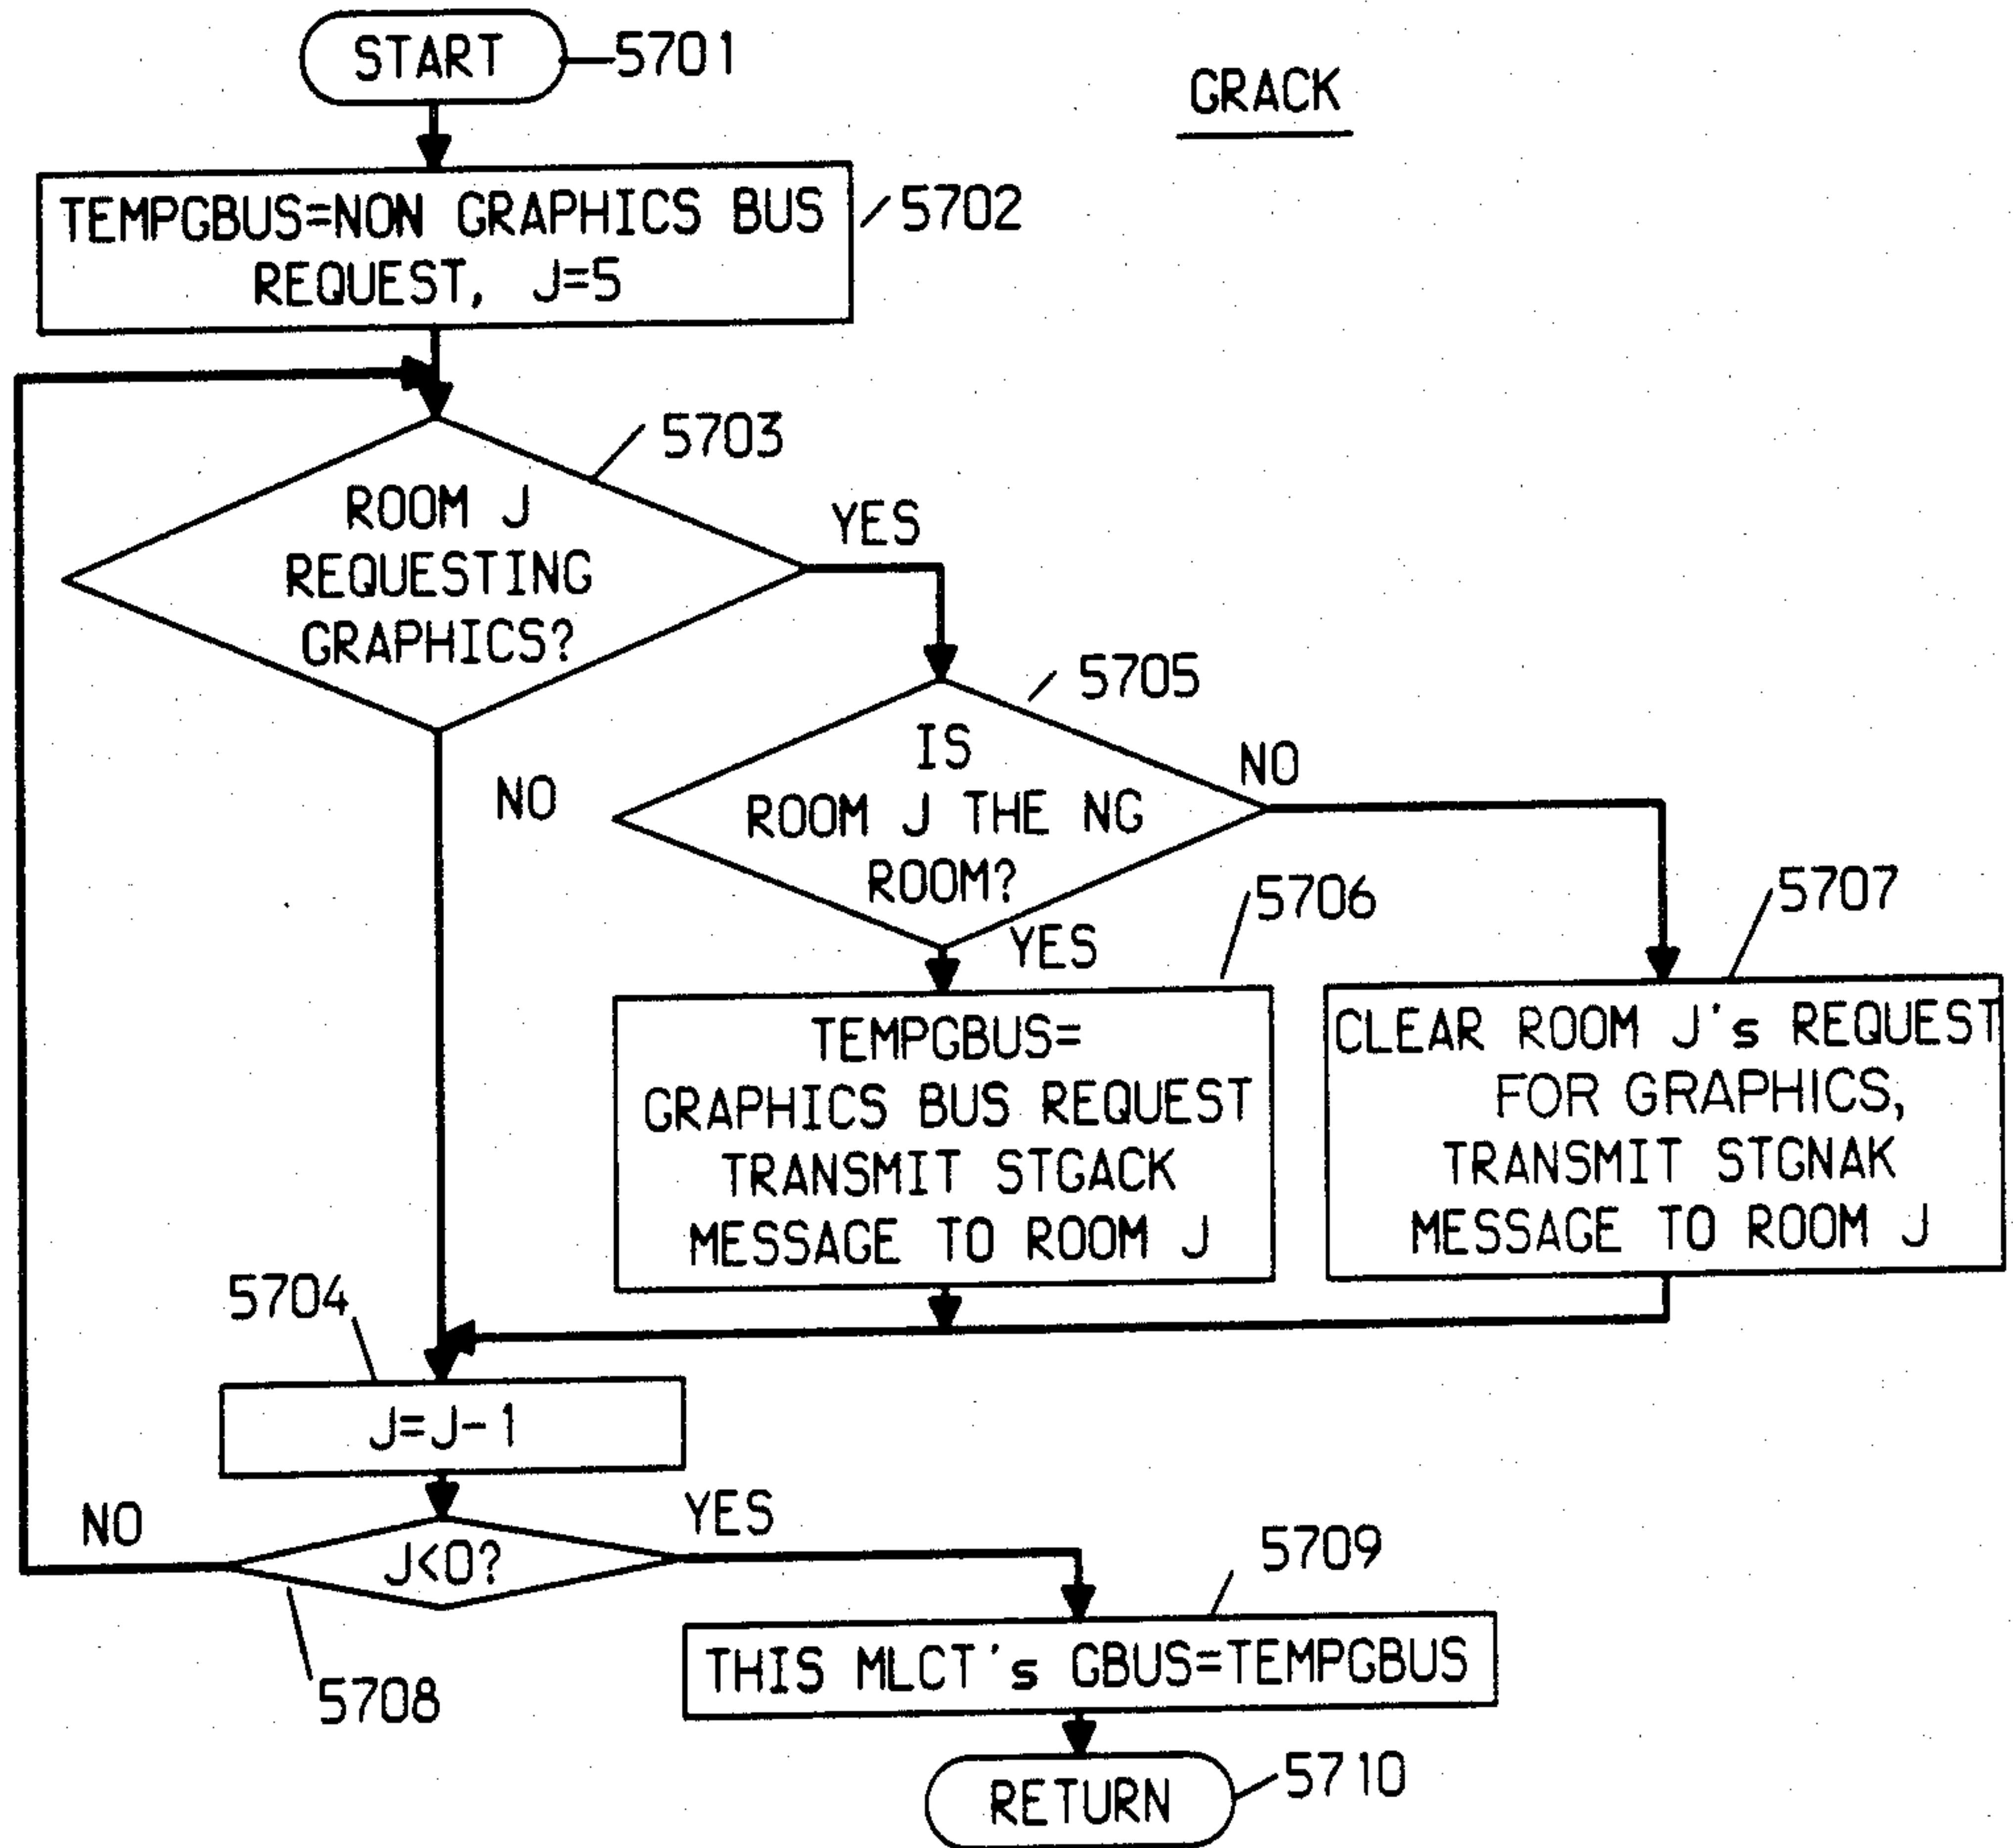 START
5701
GRACK
TEMPGBUS=NON GRAPHICS BUS
REQUEST, J=5
5702
5703
ROOM J
REQUESTING
GRAPHICS?
YES
NO
5705
IS
ROOM J THE NG
ROOM?
NO
YES
5706
TEMPGBUS=
GRAPHICS BUS REQUEST
TRANSMIT STGACK
MESSAGE TO ROOM J
5707
CLEAR ROOM J's REQUEST
FOR GRAPHICS,
TRANSMIT STGNAK
MESSAGE TO ROOM J
5704
J=J-1
NO
J<0?
YES
5708
5709
THIS MLCT's GBUS=TEMPGBUS
RETURN
5710